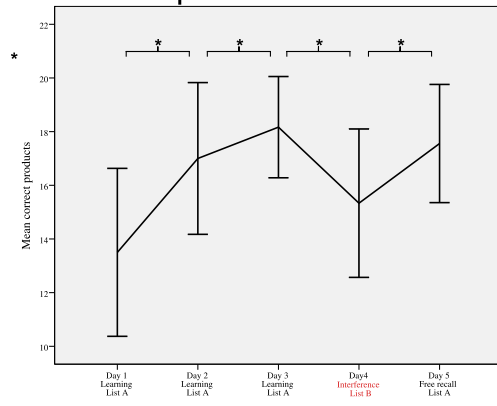 22
*
* * * *
20
18
16
14
12
10
Mean correct products
Day 1
Learning
List A
Day 2
Learning
List A
Day 3
Learning
List A
Day4
Interference
List B
Day 5
Free recall
List A